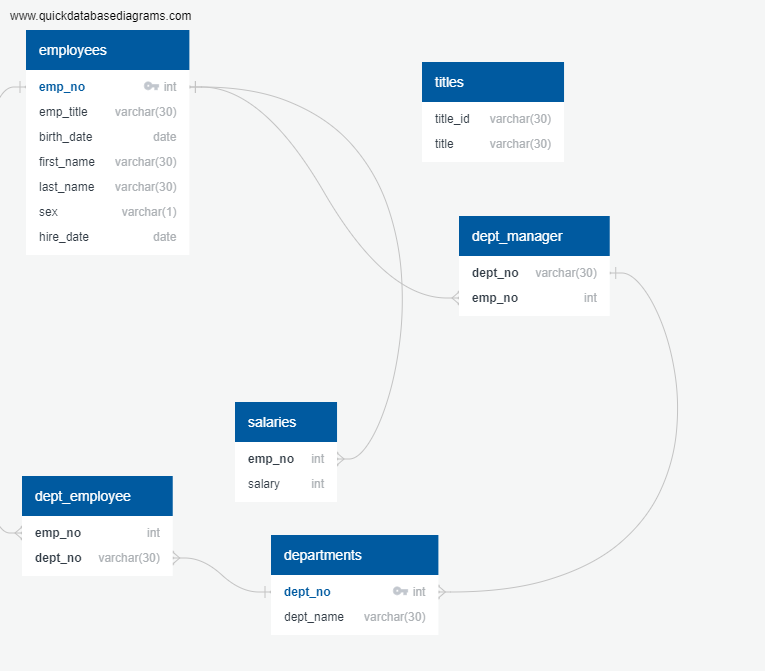 www.quickdatabasediagrams.com
employees
emp_no int
emp_title varchar(30)
birth_date date
first_name varchar(30)
last_name varchar(30)
sex varchar(1)
hire_date date
titles
title_id varchar(30)
title varchar(30)
dept_manager
dept_no varchar(30)
emp_no int
salaries
emp_no int
salary int
dept_employee
emp_no int
dept_no varchar(30)
departments
dept_no int
dept_name varchar(30)